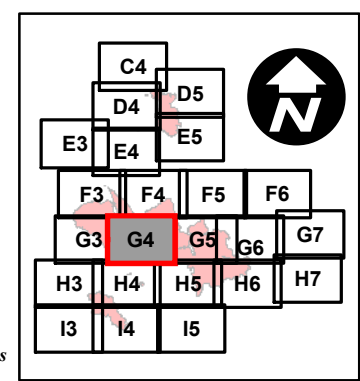 C4
D4 D5
E3 E4 E5
N
F3 F4 F5 F6
G3 G4 G5 G6 G7
H3 H4 H5 H6 H7
I3 I4 I5
s